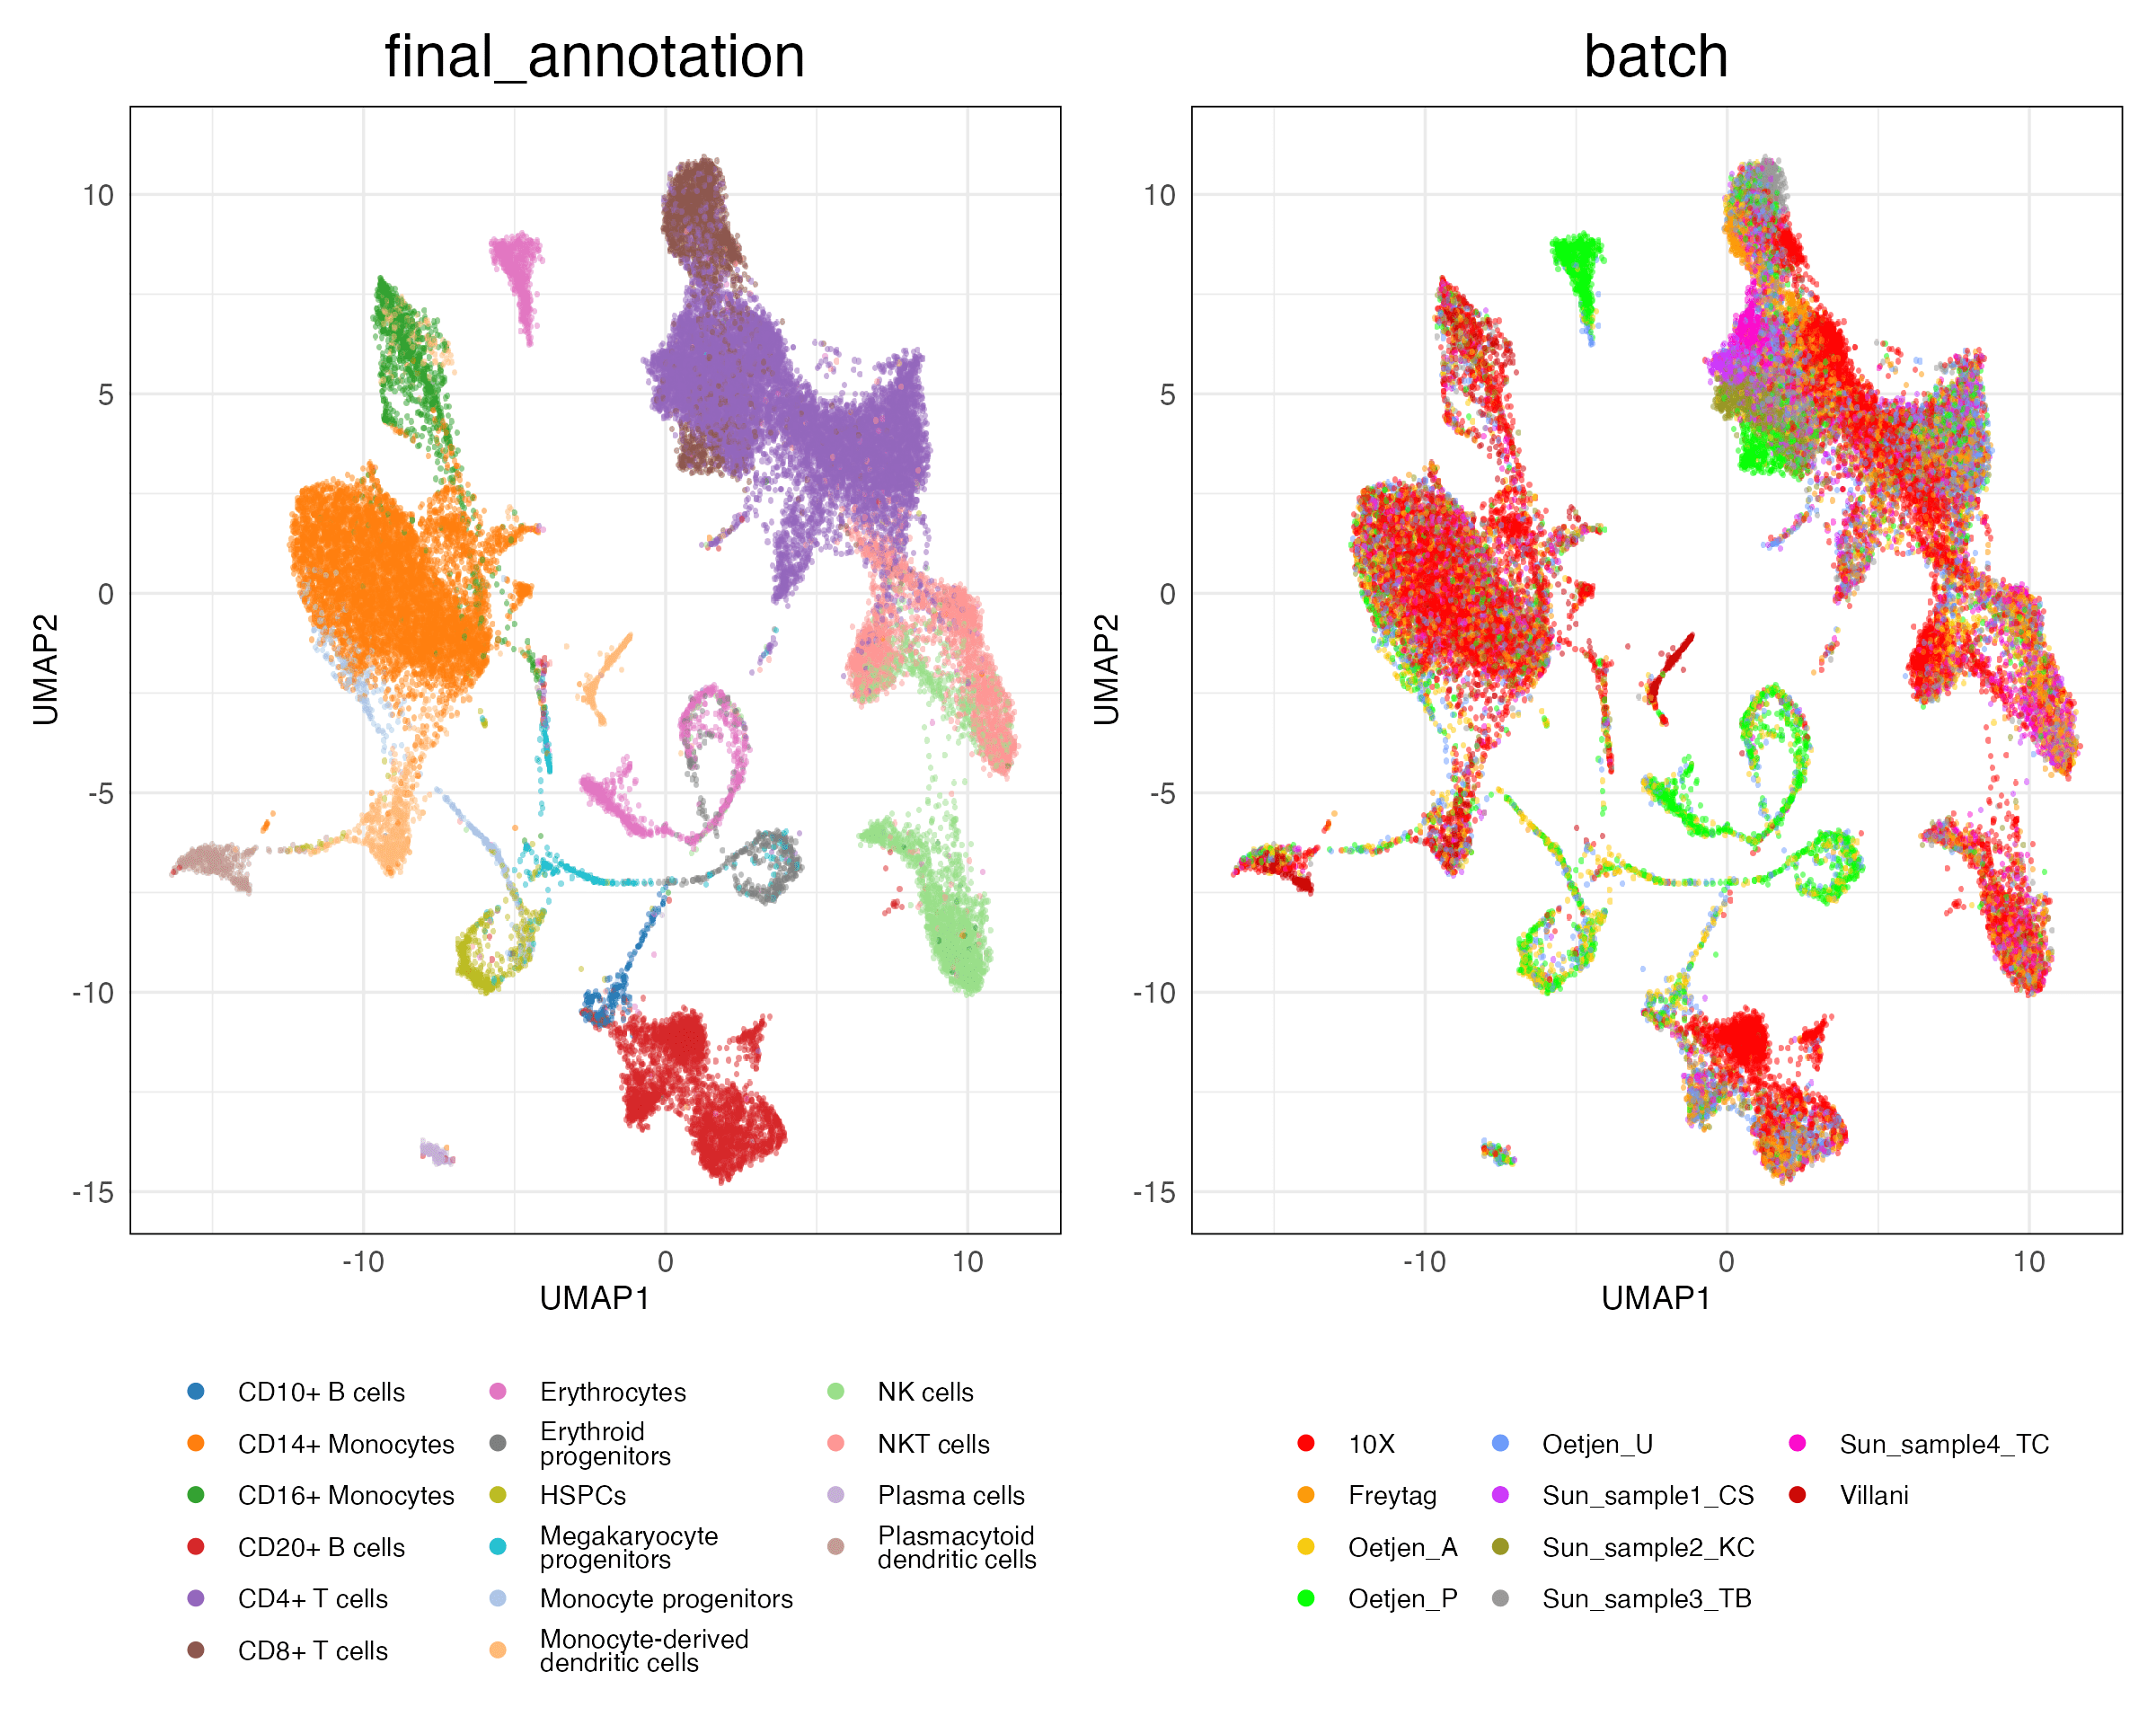 final_annotation
batch
10
5
0
-5
-10
-15
UMAP2
-10
0
10
UMAP1
10
5
0
-5
-10
-15
UMAP2
-10
0
10
UMAP1
CD10+ B cells
CD14+ Monocytes
CD16+ Monocytes
CD20+ B cells
CD4+ T cells
CD8+ T cells
Erythrocytes
Erythroid
progenitors
HSPCs
Megakaryocyte
progenitors
Monocyte progenitors
Monocyte-derived
dendritic cells
NK cells
NKT cells
Plasma cells
Plasmacytoid
dendritic cells
10X
Freytag
Oetjen_A
Oetjen_P
Oetjen_U
Sun_sample1_CS
Sun_sample2_KC
Sun_sample3_TB
Sun_sample4_TC
Villani